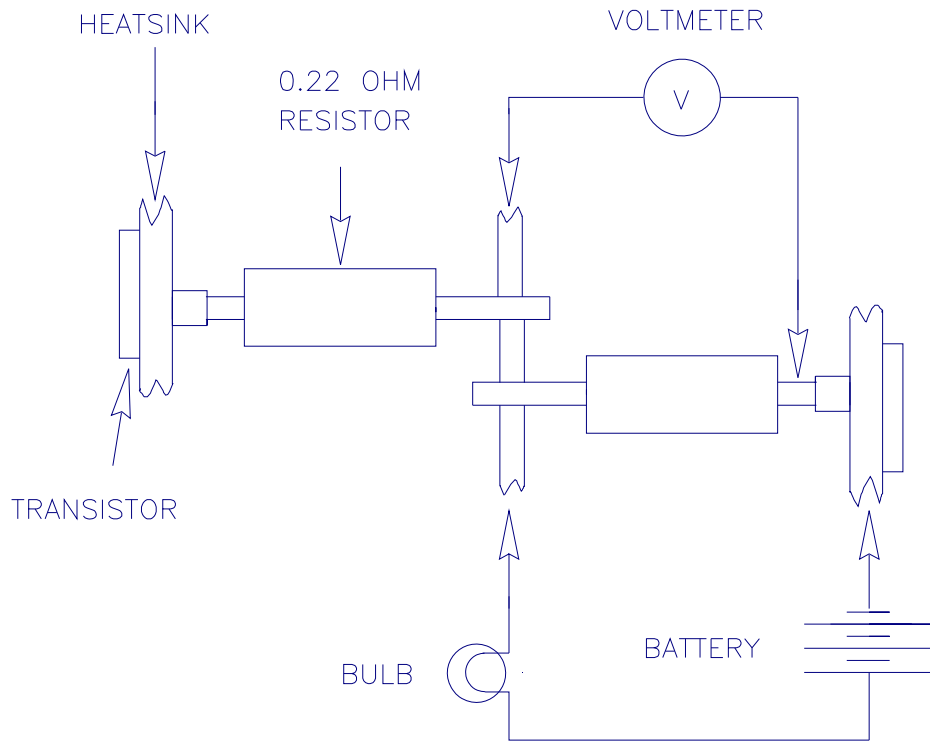 HEATSINK
VOLTMETER
0.22 OHM
RESISTOR
V
TRANSISTOR
BATTERY
BULB